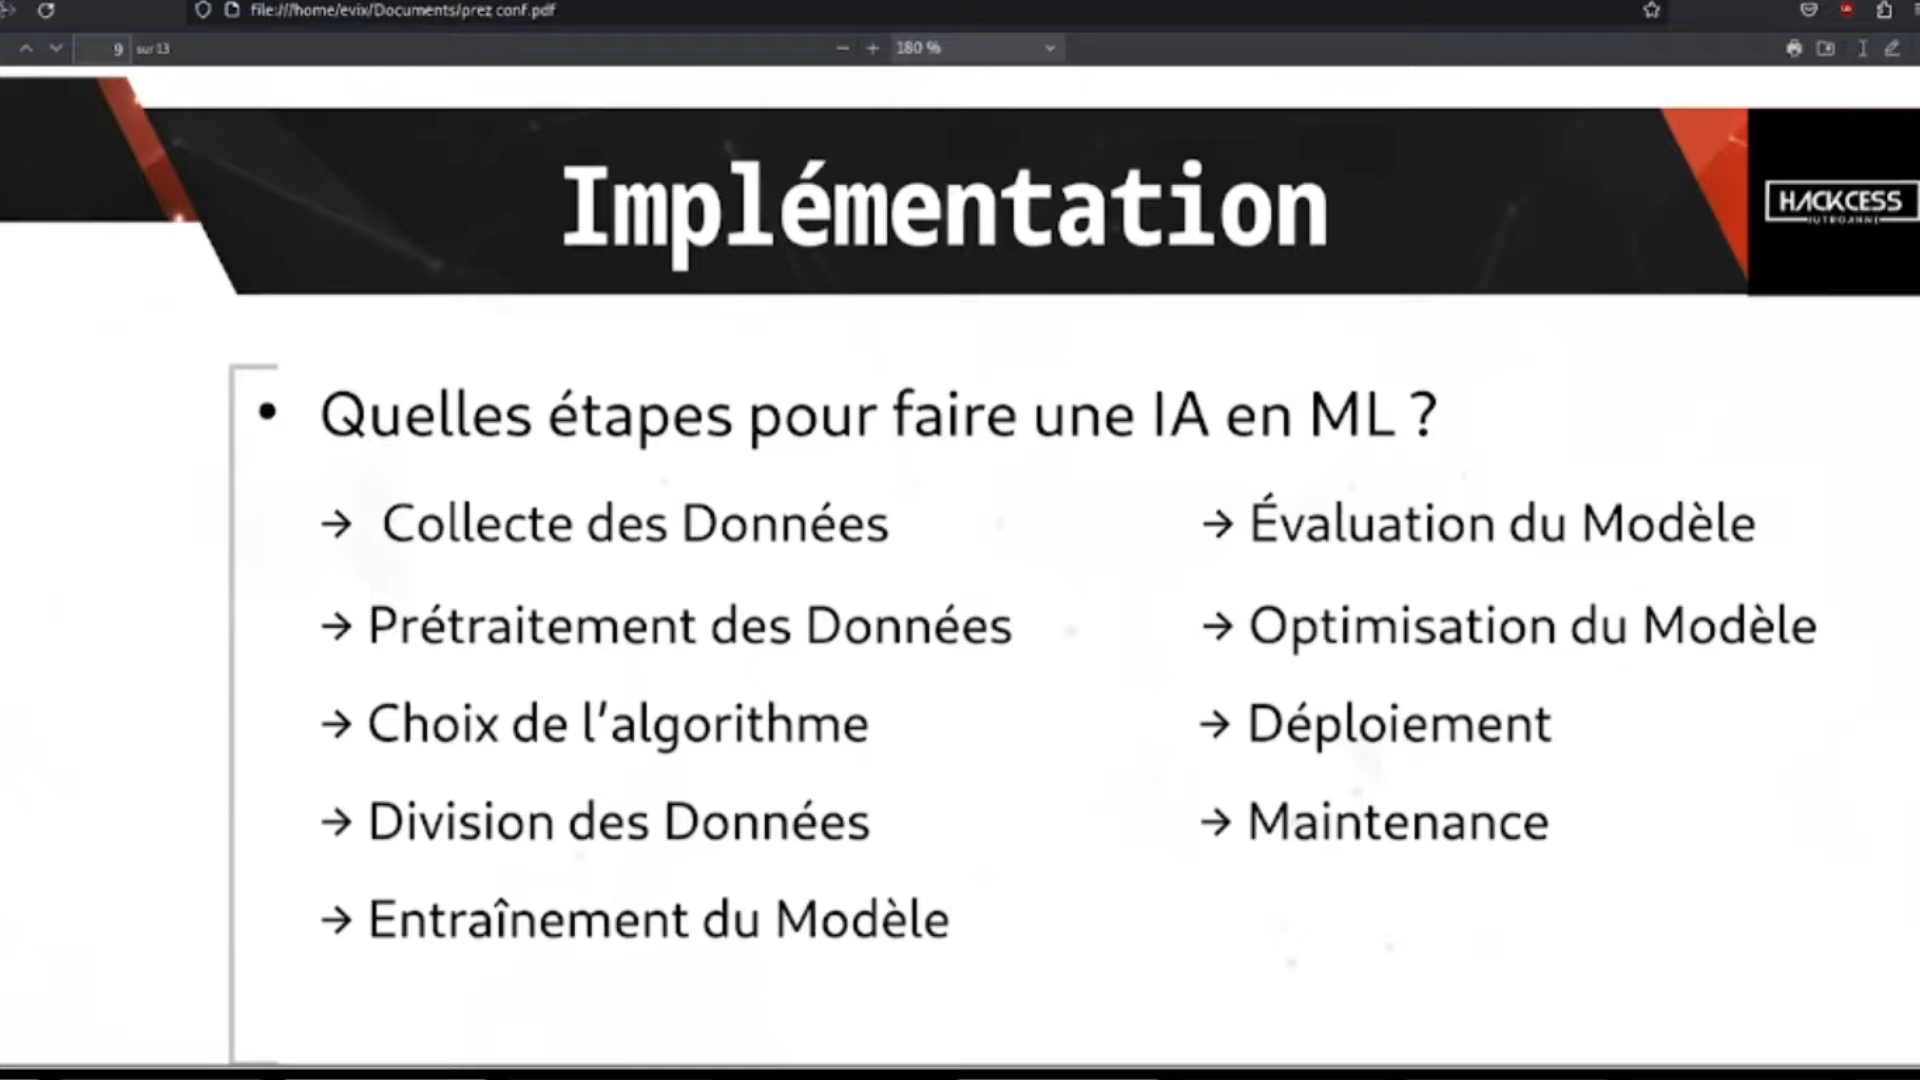 file:///home/evix/Documents/prez conf.pdf
9 sur 13
180 %
Implémentation
HACKCESS
• Quelles étapes pour faire une IA en ML ?
→ Collecte des Données
→ Prétraitement des Données
→ Choix de l'algorithme
→ Division des Données
→ Entraînement du Modèle
→ Évaluation du Modèle
→ Optimisation du Modèle
→ Déploiement
→ Maintenance